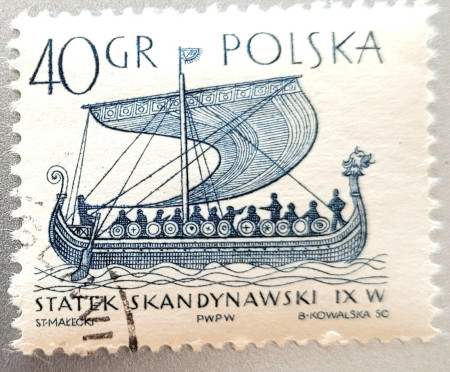 40 GR POLSKA
STATEK SKANDYNAWSKI IX W
ST·MAŁECKI PWPW B·KOWALSKA SC